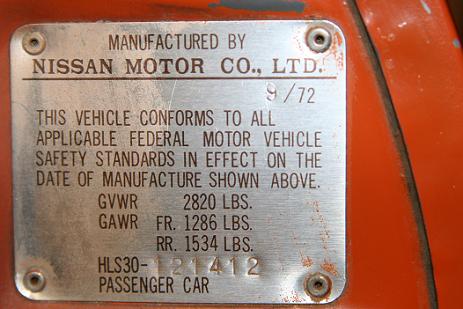 MANUFACTURED BY
NISSAN MOTOR CO., LTD.
9/72
THIS VEHICLE CONFORMS TO ALL
APPLICABLE FEDERAL MOTOR VEHICLE
SAFETY STANDARDS IN EFFECT ON THE
DATE OF MANUFACTURE SHOWN ABOVE.
GVWR 2820 LBS.
GAWR FR. 1286 LBS.
RR. 1534 LBS.
HLS30-121412
PASSENGER CAR